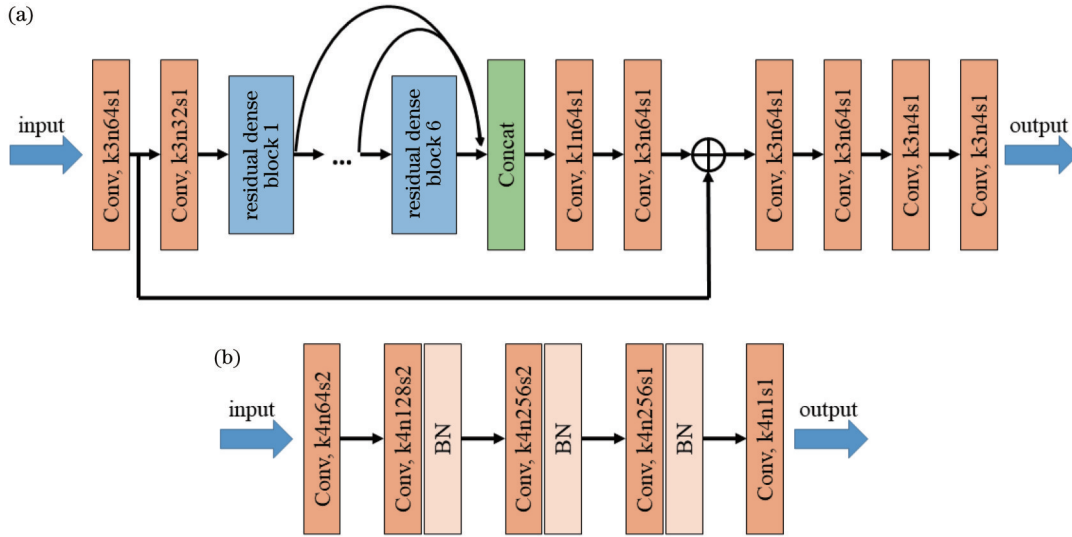 (a)
input
Conv, k3n64s1
Conv, k3n32s1
residual dense
block 1
...
residual dense
block 6
Concat
Conv, k1n64s1
Conv, k3n64s1
Conv, k3n64s1
Conv, k3n64s1
Conv, k3n4s1
Conv, k3n4s1
output
(b)
input
Conv, k4n64s2
Conv, k4n128s2
BN
Conv, k4n256s2
BN
Conv, k4n256s1
BN
Conv, k4n1s1
output